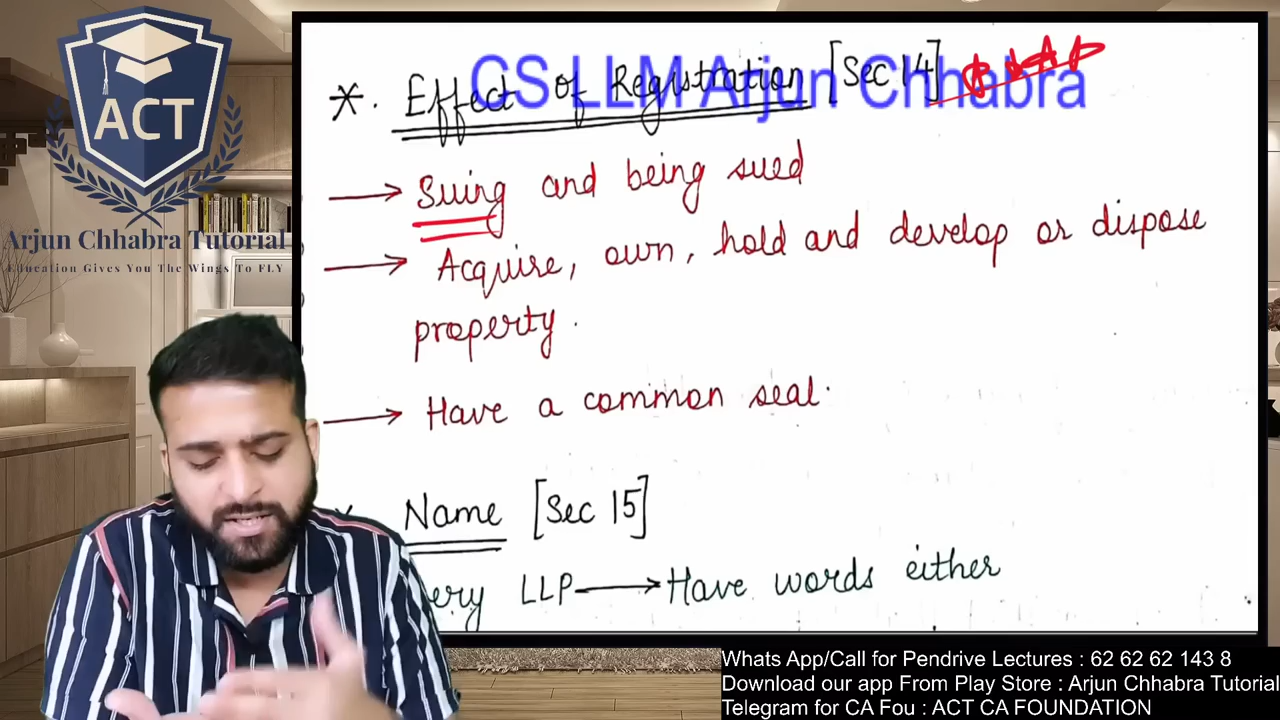 ACT
Arjun Chhabra Tutorial
Education Gives You The Wings To FLY
CS LLM Arjun Chhabra
*. Effect of Registration [Sec 14]
→ Suing and being sued
→ Acquire, own, hold and develop or dispose
property.
→ Have a common seal.
Name [Sec 15]
ery LLP → Have words either
Whats App/Call for Pendrive Lectures : 62 62 62 143 8
Download our app From Play Store : Arjun Chhabra Tutorial
Telegram for CA Fou : ACT CA FOUNDATION